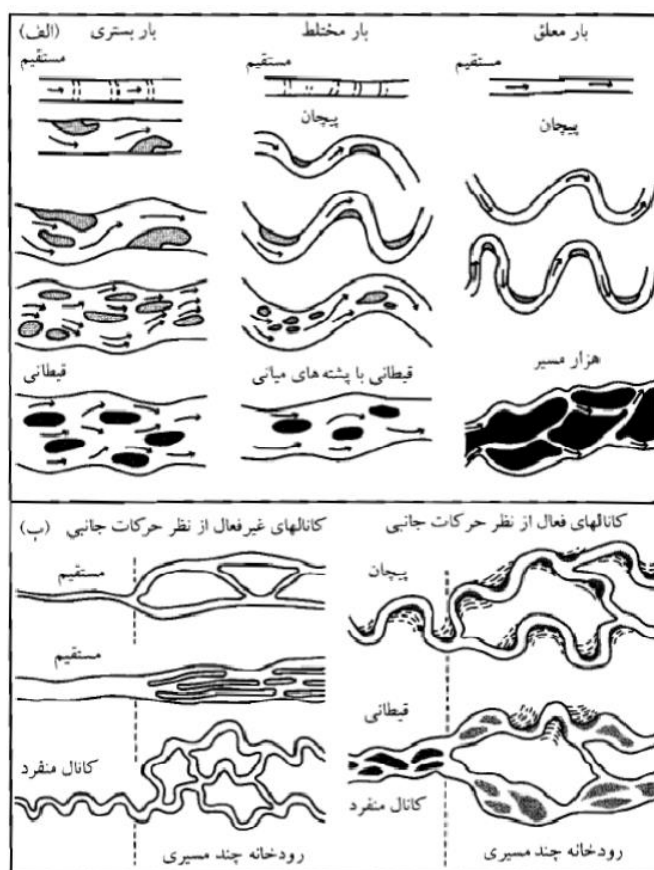 (الف) بار بستری
بار مختلط
بار معلق
مستقیم
مستقیم
مستقیم
پیچان
پیچان
هزار مسیر
قیطانی
قیطانی با پشته های میانی
(ب) کانالهای غیرفعال از نظر حرکات جانبی
کانالهای فعال از نظر حرکات جانبی
مستقیم
پیچان
مستقیم
قیطانی
کانال منفرد
کانال منفرد
رودخانه چند مسیری
رودخانه چند مسیری